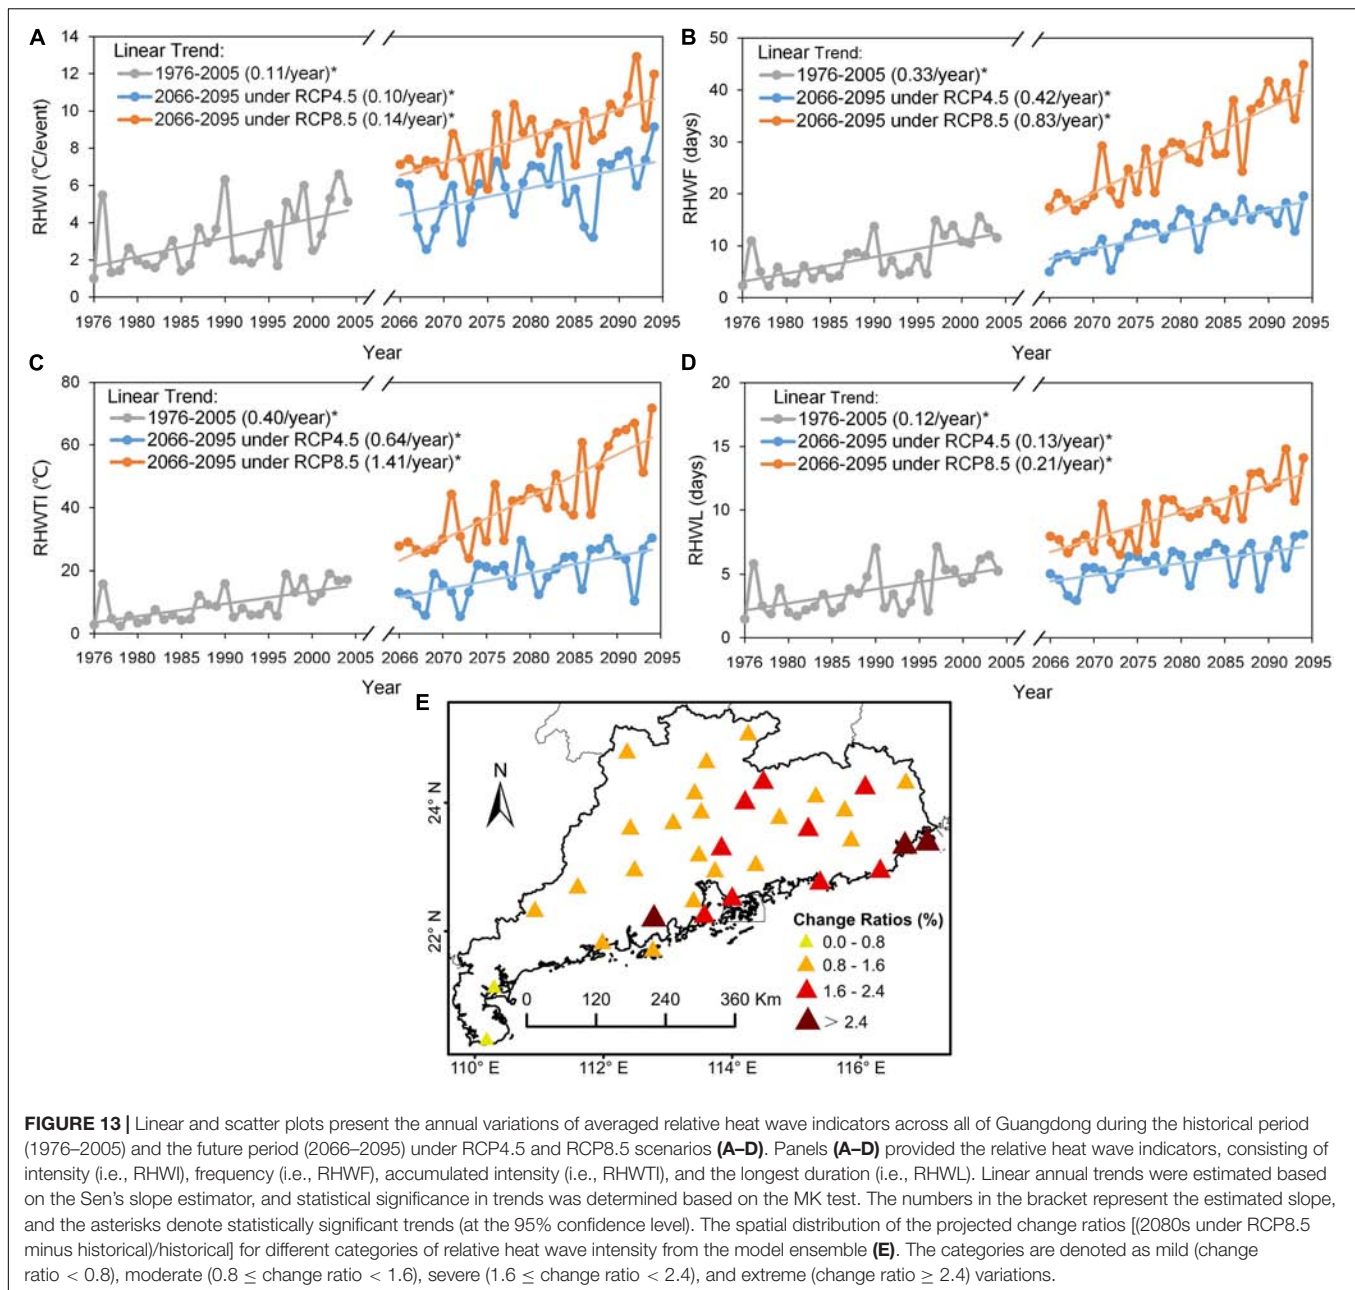 A
Linear Trend:
1976-2005 (0.11/year)*
2066-2095 under RCP4.5 (0.10/year)*
2066-2095 under RCP8.5 (0.14/year)*
RHWI (℃/event)
14
12
10
8
6
4
2
0
1976 1980 1985 1990 1995 2000 2005 2066 2070 2075 2080 2085 2090 2095
Year
B
Linear Trend:
1976-2005 (0.33/year)*
2066-2095 under RCP4.5 (0.42/year)*
2066-2095 under RCP8.5 (0.83/year)*
RHWF (days)
50
40
30
20
10
0
1976 1980 1985 1990 1995 2000 2005 2066 2070 2075 2080 2085 2090 2095
Year
C
Linear Trend:
1976-2005 (0.40/year)*
2066-2095 under RCP4.5 (0.64/year)*
2066-2095 under RCP8.5 (1.41/year)*
RHWTI (℃)
80
60
40
20
0
1976 1980 1985 1990 1995 2000 2005 2066 2070 2075 2080 2085 2090 2095
Year
D
Linear Trend:
1976-2005 (0.12/year)*
2066-2095 under RCP4.5 (0.13/year)*
2066-2095 under RCP8.5 (0.21/year)*
RHWL (days)
20
15
10
5
0
1976 1980 1985 1990 1995 2000 2005 2066 2070 2075 2080 2085 2090 2095
Year
E
N
24° N
22° N
Change Ratios (%)
0.0 - 0.8
0.8 - 1.6
1.6 - 2.4
> 2.4
0 120 240 360 Km
110° E 112° E 114° E 116° E
FIGURE 13 | Linear and scatter plots present the annual variations of averaged relative heat wave indicators across all of Guangdong during the historical period
(1976–2005) and the future period (2066–2095) under RCP4.5 and RCP8.5 scenarios (A–D). Panels (A–D) provided the relative heat wave indicators, consisting of
intensity (i.e., RHWI), frequency (i.e., RHWF), accumulated intensity (i.e., RHWTI), and the longest duration (i.e., RHWL). Linear annual trends were estimated based
on the Sen's slope estimator, and statistical significance in trends was determined based on the MK test. The numbers in the bracket represent the estimated slope,
and the asterisks denote statistically significant trends (at the 95% confidence level). The spatial distribution of the projected change ratios [(2080s under RCP8.5
minus historical)/historical] for different categories of relative heat wave intensity from the model ensemble (E). The categories are denoted as mild (change
ratio < 0.8), moderate (0.8 ≤ change ratio < 1.6), severe (1.6 ≤ change ratio < 2.4), and extreme (change ratio ≥ 2.4) variations.